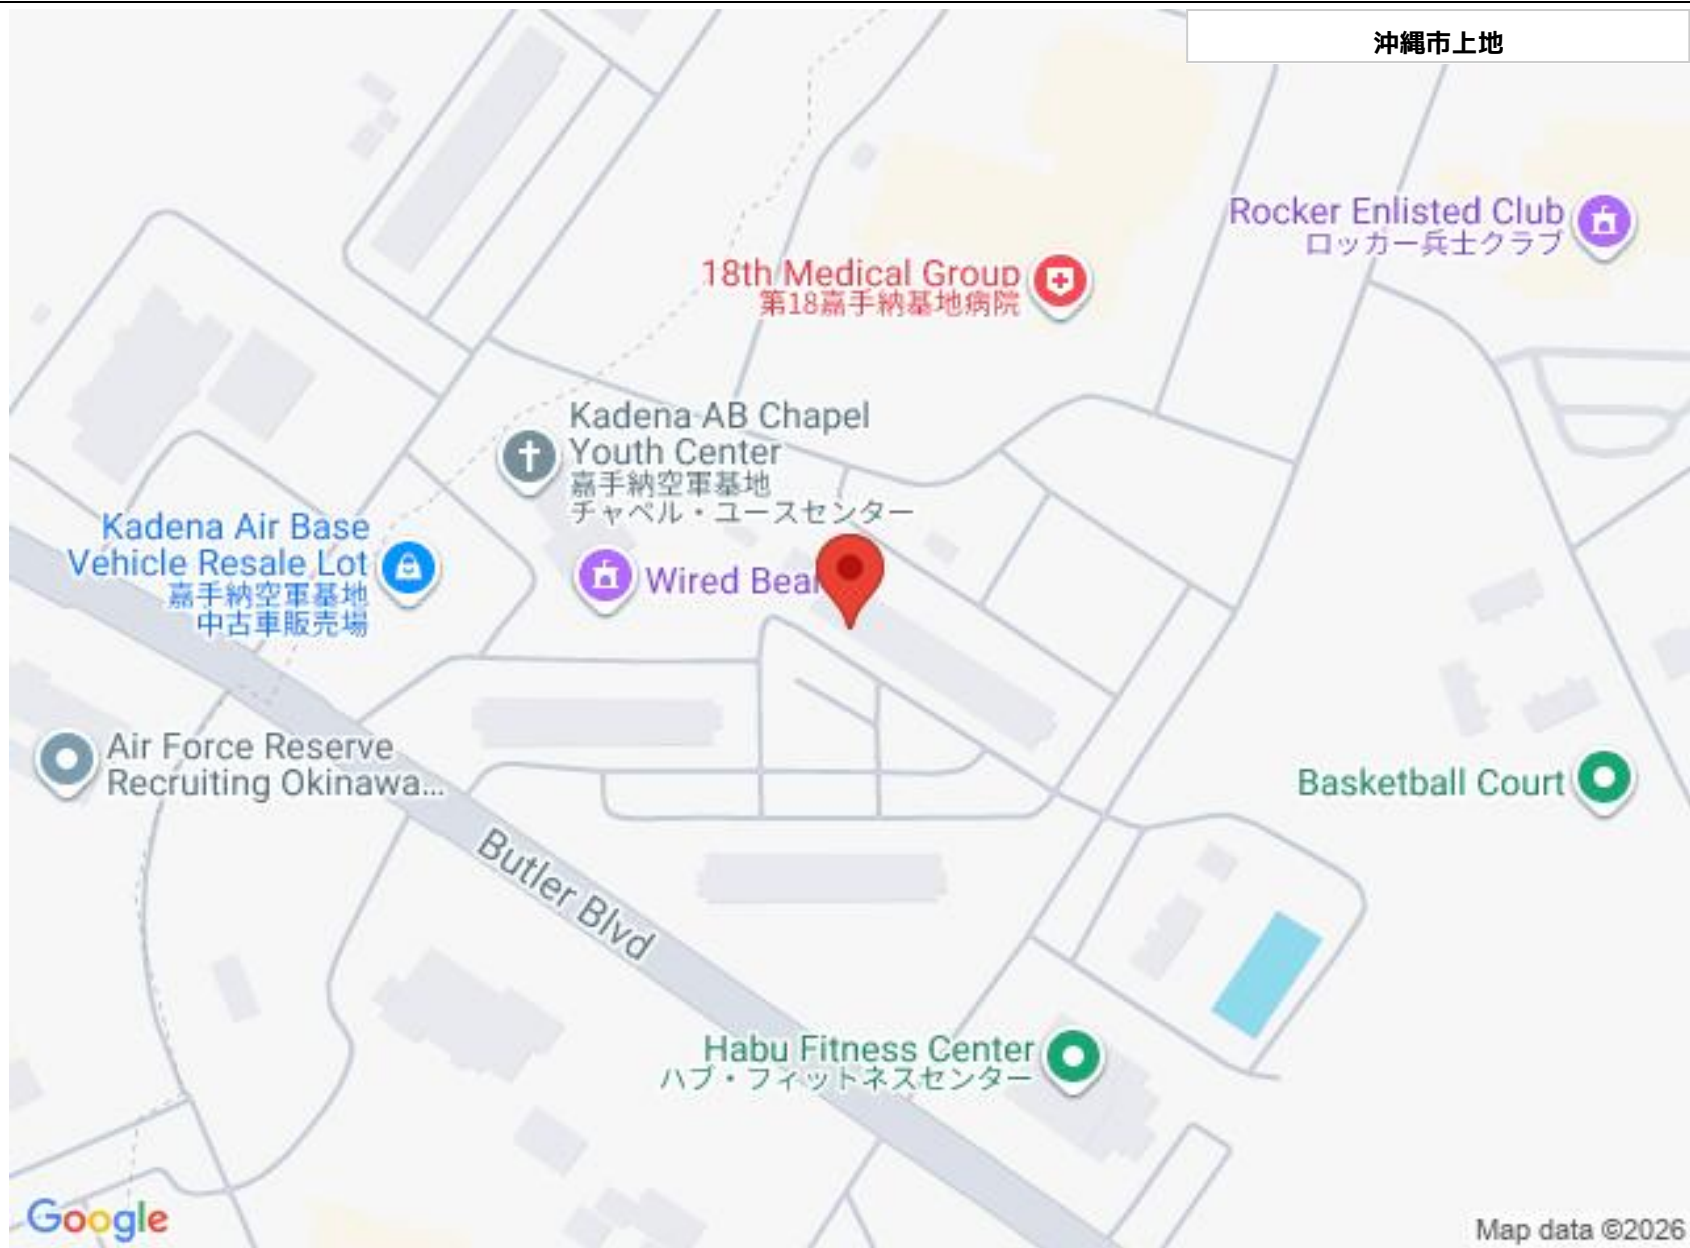 沖縄市上地
Rocker Enlisted Club
ロッカー兵士クラブ
18th Medical Group
第18嘉手納基地病院
Kadena AB Chapel
Youth Center
嘉手納空軍基地
チャペル・ユースセンター
Kadena Air Base
Vehicle Resale Lot
嘉手納空軍基地
中古車販売場
Wired Bean
Air Force Reserve
Recruiting Okinawa...
Basketball Court
Butler Blvd
Habu Fitness Center
ハブ・フィットネスセンター
Google
Map data ©2026